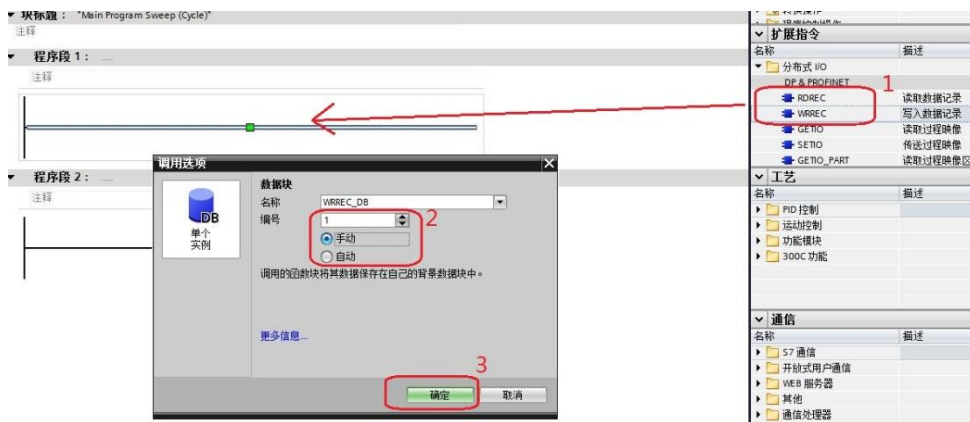 块标题： "Main Program Sweep (Cycle)"
注释
程序段 1： .....
注释
程序段 2： .....
注释
调用选项
X
DB
单个
实例
数据块
名称 WRREC_DB
编号 1
手动
自动
调用的函数块将其数据保存在自己的背景数据块中。
更多信息...
确定 取消
1
2
3
扩展指令
名称 描述
分布式 I/O
DP & PROFINET
RDREC 读取数据记录
WRREC 写入数据记录
GETIO 读取过程映像
SETIO 传送过程映像
GETIO_PART 读取过程映像区
工艺
名称 描述
PID 控制
运动控制
功能模块
300C 功能
通信
名称 描述
S7 通信
开放式用户通信
WEB 服务器
其他
通信处理器